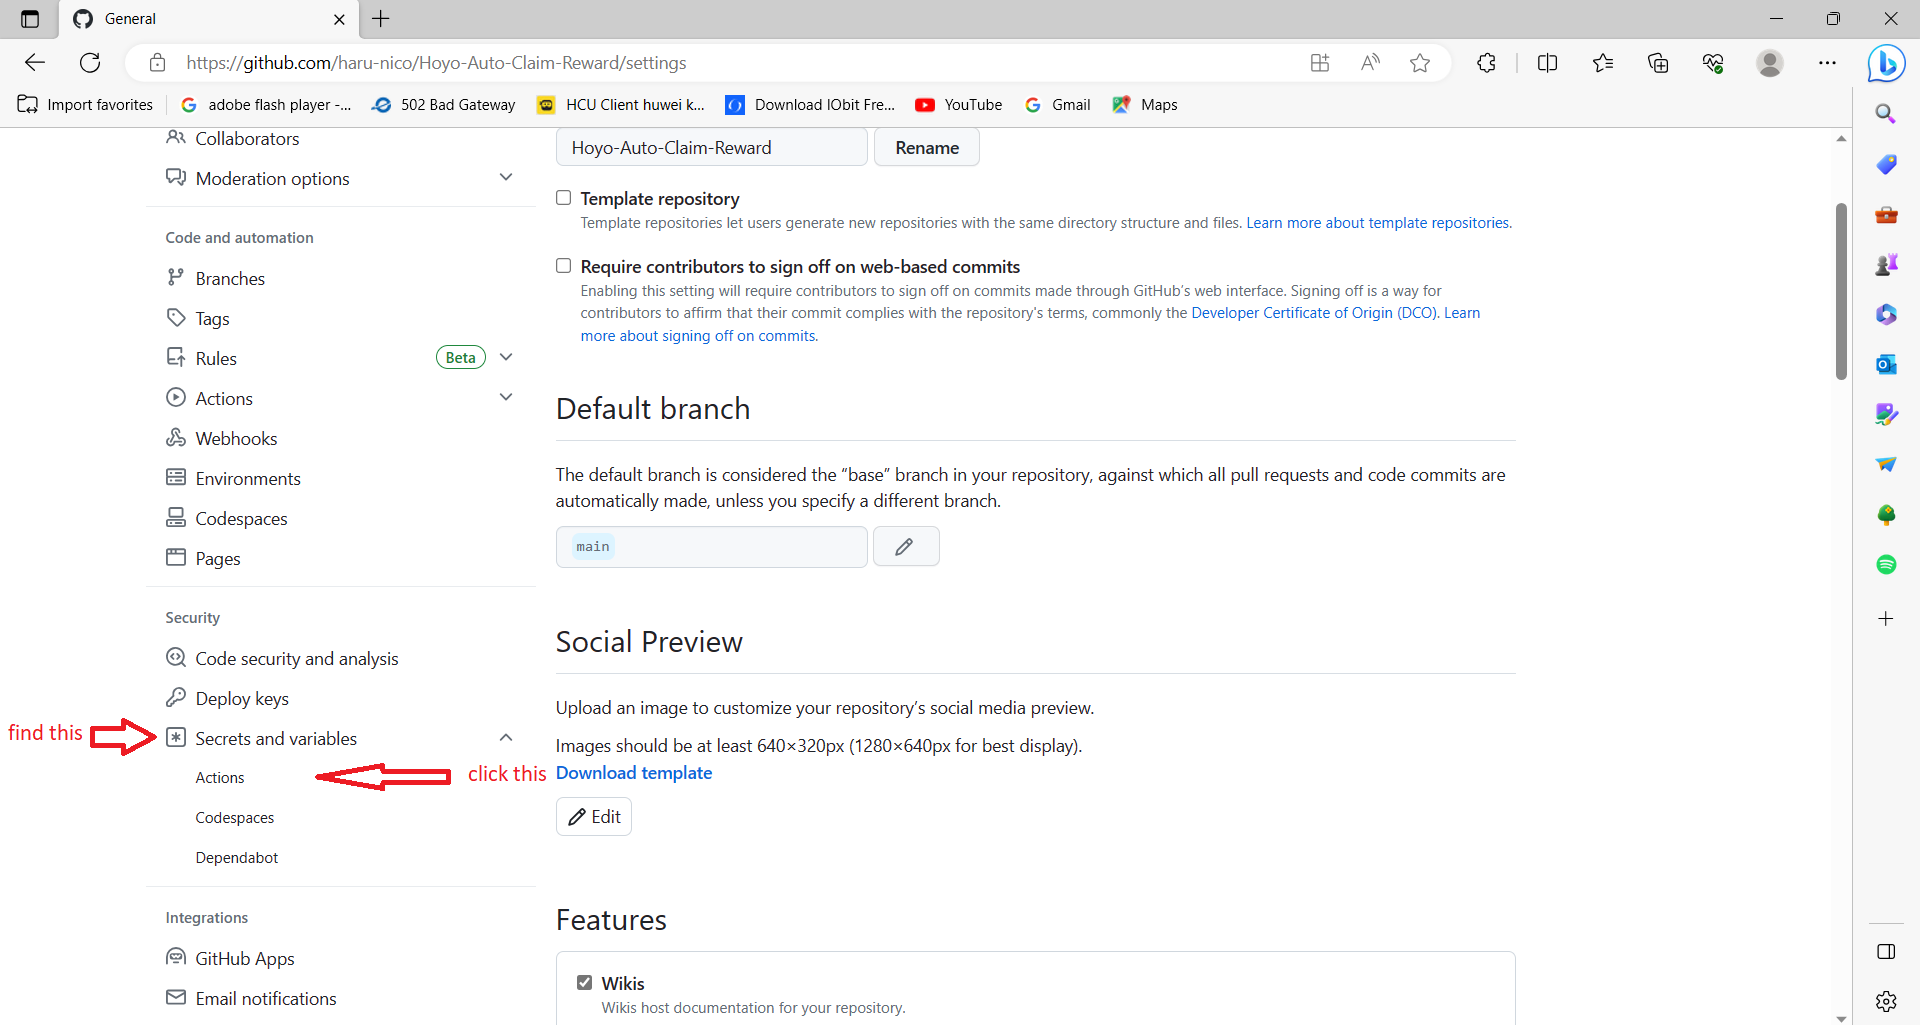 General
https://github.com/haru-nico/Hoyo-Auto-Claim-Reward/settings
Import favorites
adobe flash player -...
502 Bad Gateway
HCU Client huwei k...
Download IObit Fre...
YouTube
Gmail
Maps
Collaborators
Moderation options
Code and automation
Branches
Tags
Rules
Beta
Actions
Webhooks
Environments
Codespaces
Pages
Security
Code security and analysis
Deploy keys
find this
Secrets and variables
Actions
click this
Codespaces
Dependabot
Integrations
GitHub Apps
Email notifications
Hoyo-Auto-Claim-Reward
Rename
Template repository
Template repositories let users generate new repositories with the same directory structure and files. Learn more about template repositories.
Require contributors to sign off on web-based commits
Enabling this setting will require contributors to sign off on commits made through GitHub’s web interface. Signing off is a way for
contributors to affirm that their commit complies with the repository's terms, commonly the Developer Certificate of Origin (DCO). Learn
more about signing off on commits.
Default branch
The default branch is considered the “base” branch in your repository, against which all pull requests and code commits are
automatically made, unless you specify a different branch.
main
Social Preview
Upload an image to customize your repository’s social media preview.
Images should be at least 640×320px (1280×640px for best display).
Download template
Edit
Features
Wikis
Wikis host documentation for your repository.